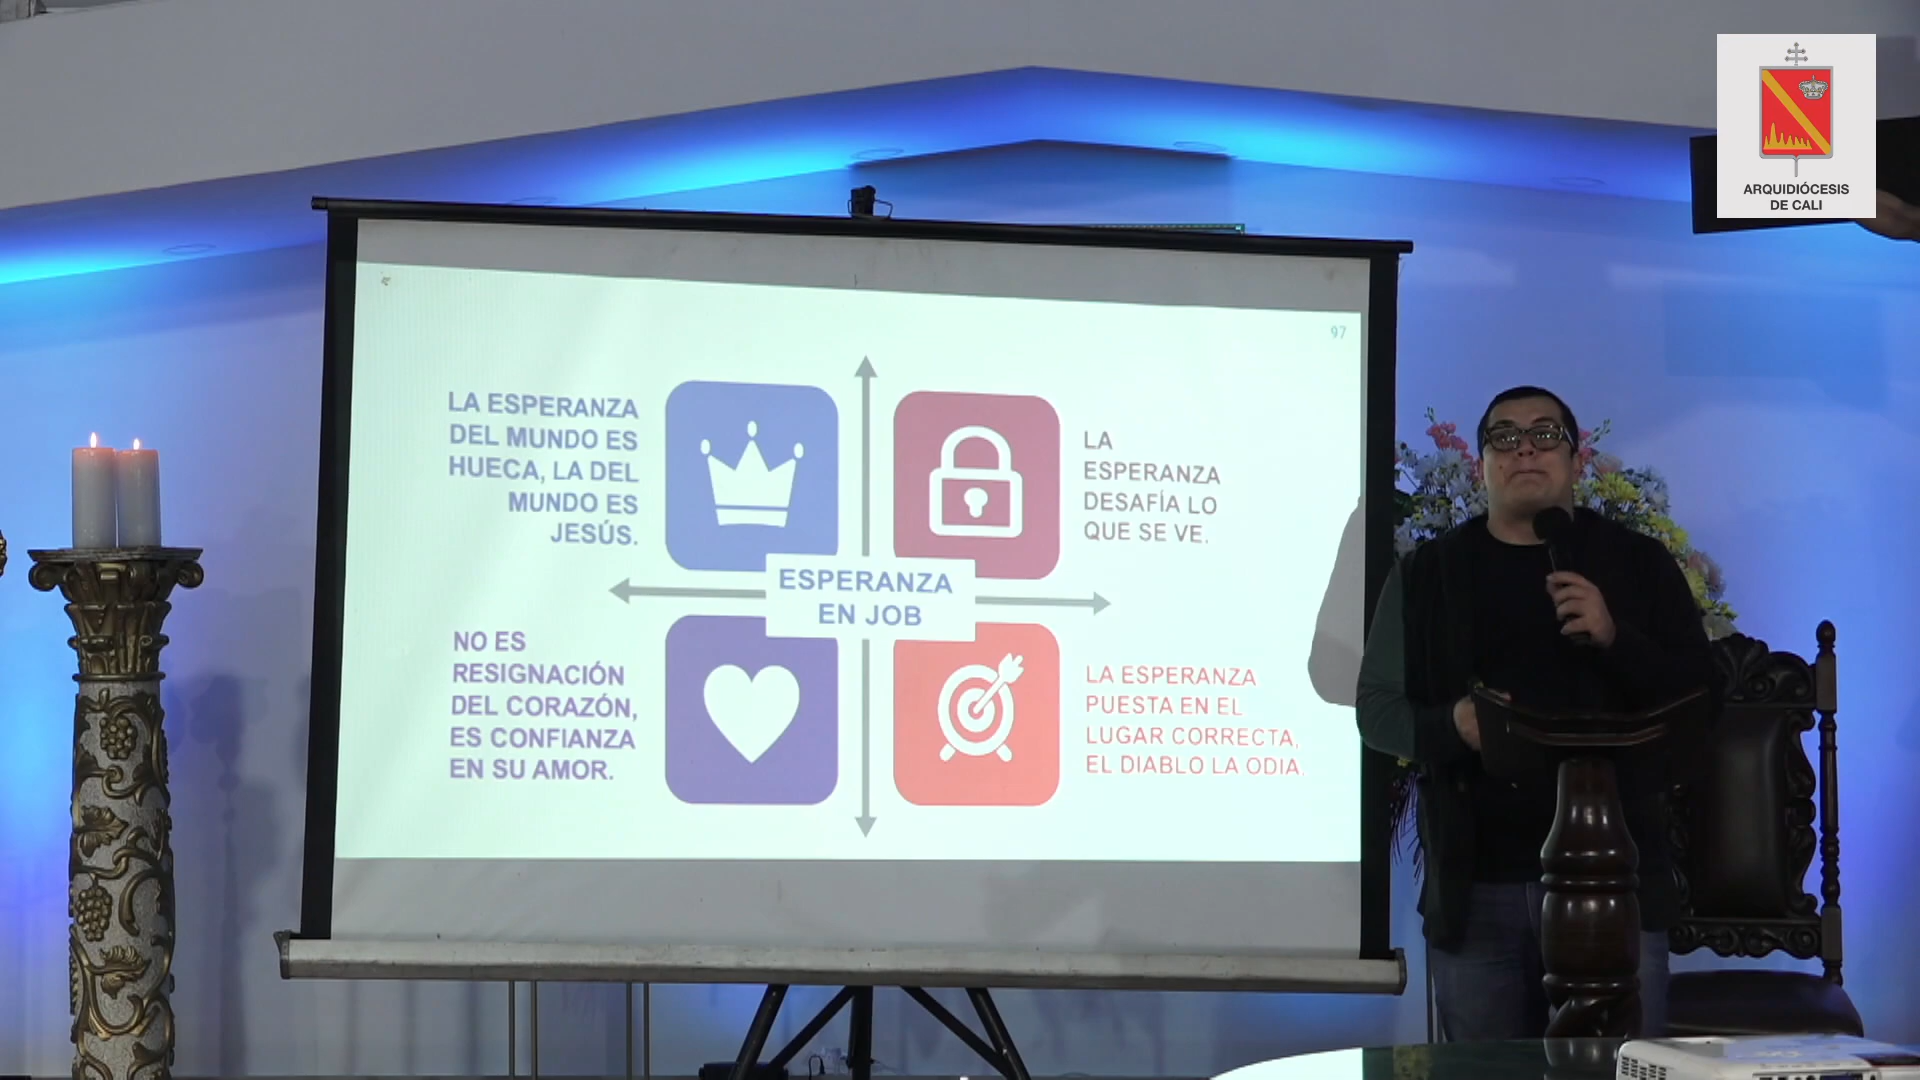 ARQUIDIÓCESIS
DE CALI
97
LA ESPERANZA
DEL MUNDO ES
HUECA, LA DEL
MUNDO ES
JESÚS.
LA
ESPERANZA
DESAFÍA LO
QUE SE VE.
ESPERANZA
EN JOB
NO ES
RESIGNACIÓN
DEL CORAZÓN,
ES CONFIANZA
EN SU AMOR.
LA ESPERANZA
PUESTA EN EL
LUGAR CORRECTA,
EL DIABLO LA ODIA.